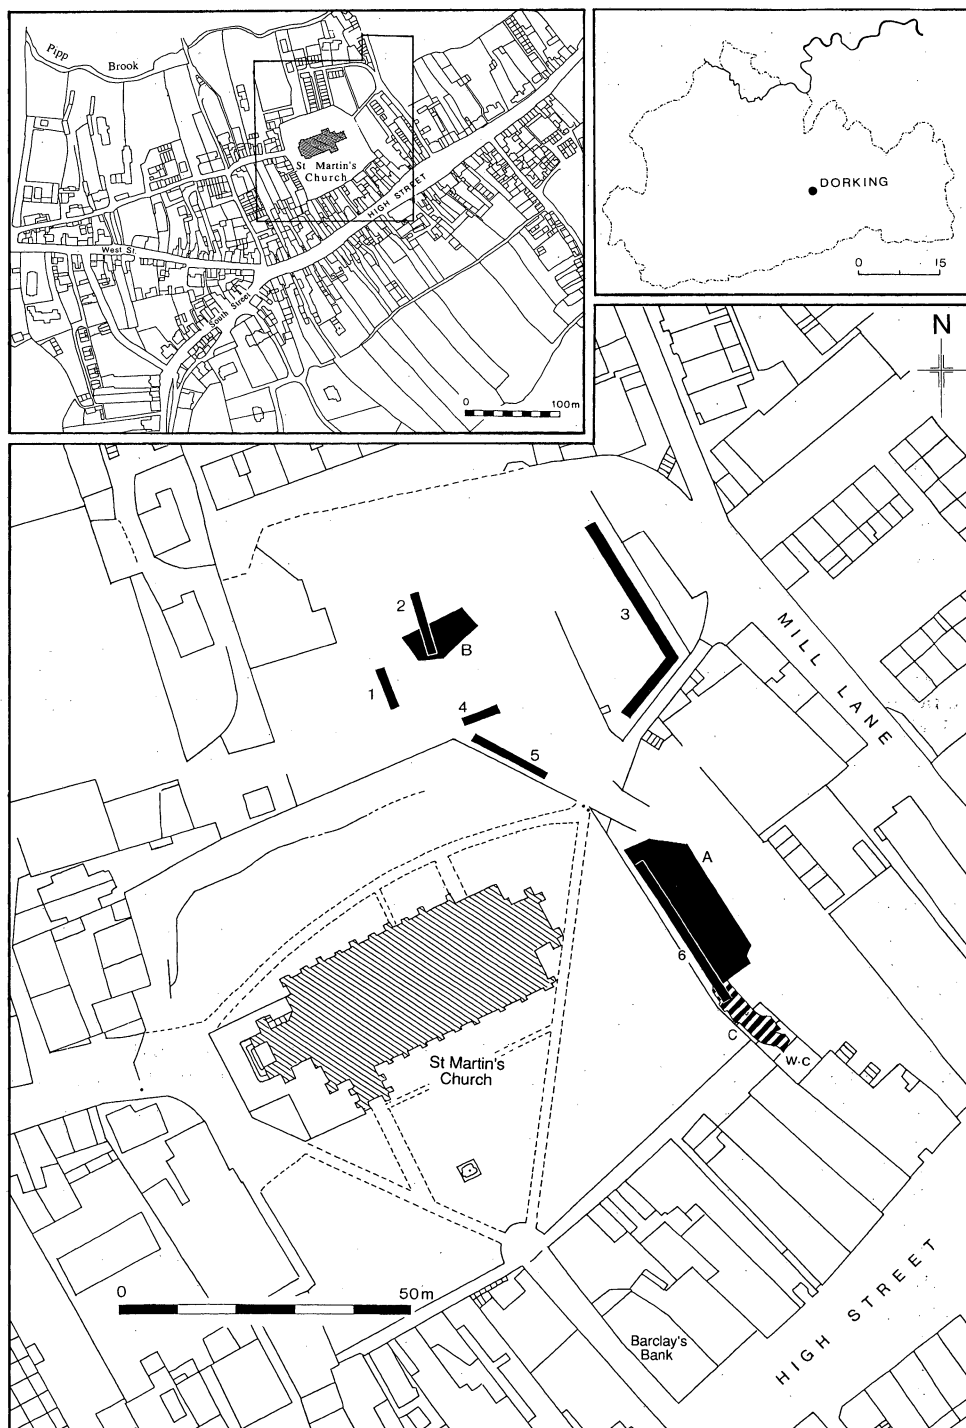 Pipp
Brook
St Martin's
Church
HIGH STREET
West St
South Street
0 100m
DORKING
0 15
N
2
B
1
3
4
5
MILL LANE
A
6
C
W.C
St Martin's
Church
0 50m
Barclay's
Bank
HIGH STREET